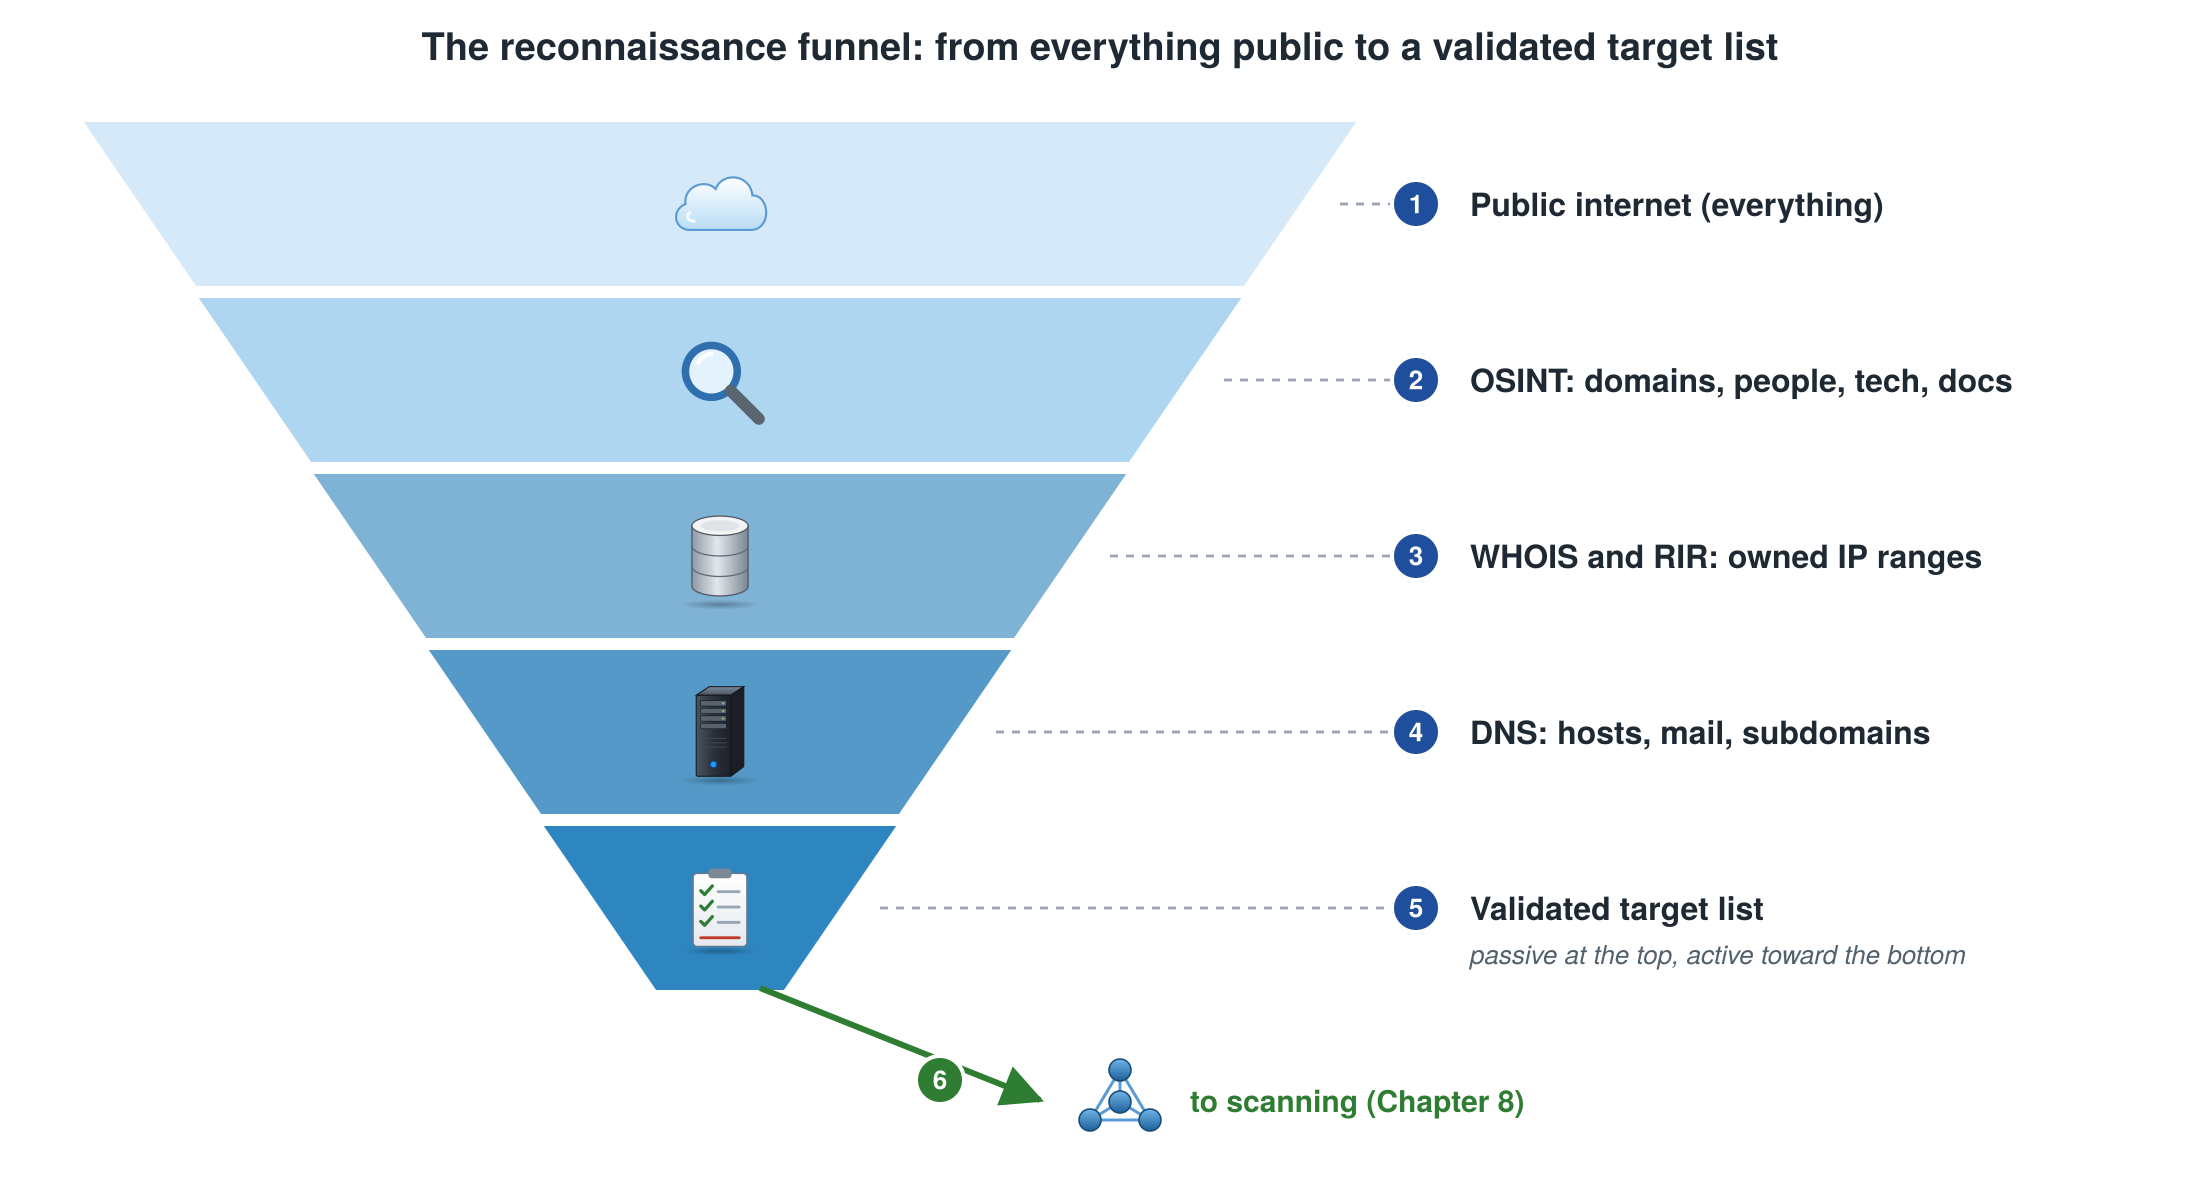 The reconnaissance funnel: from everything public to a validated target list
1 Public internet (everything)
2 OSINT: domains, people, tech, docs
3 WHOIS and RIR: owned IP ranges
4 DNS: hosts, mail, subdomains
5 Validated target list
passive at the top, active toward the bottom
6 to scanning (Chapter 8)